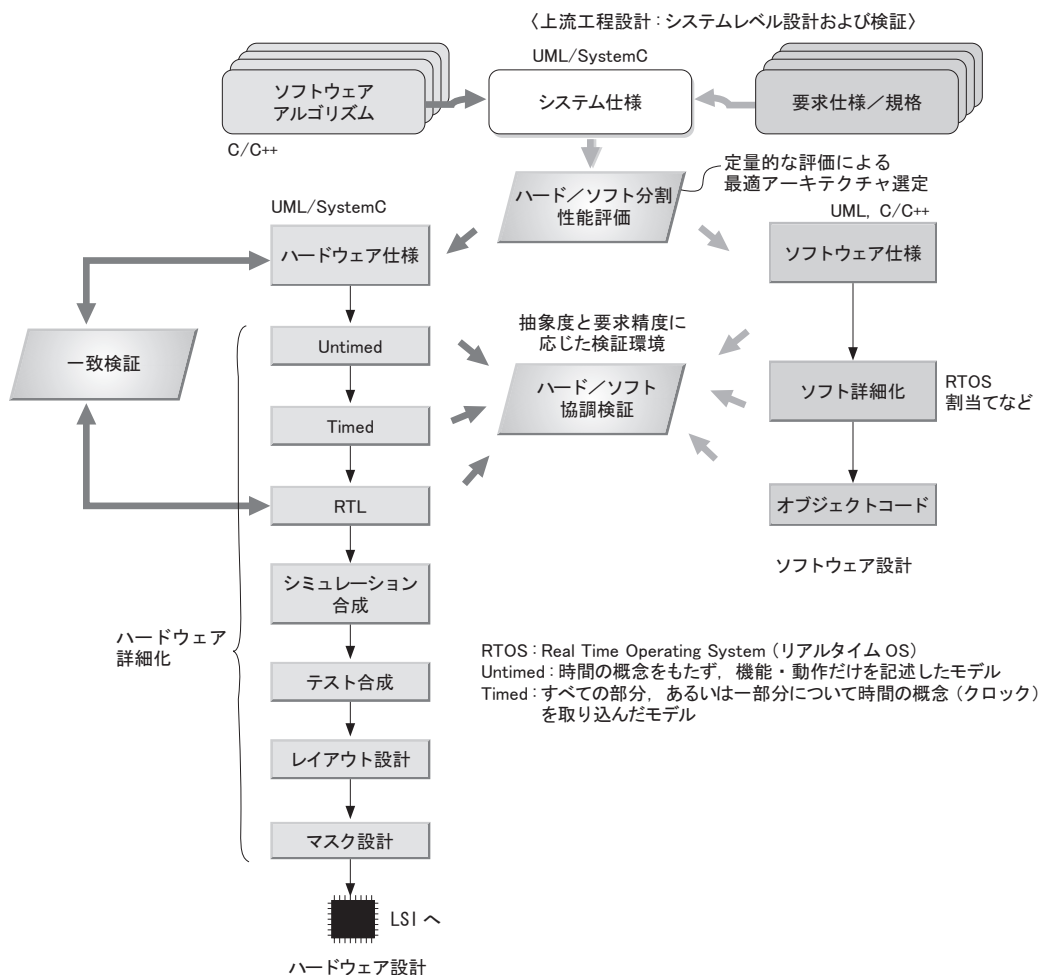 〈上流工程設計：システムレベル設計および検証〉
UML/SystemC
ソフトウェア
アルゴリズム
システム仕様
要求仕様／規格
C/C++
定量的な評価による
最適アーキテクチャ選定
ハード／ソフト分割
性能評価
UML/SystemC
UML, C/C++
ハードウェア仕様
ソフトウェア仕様
抽象度と要求精度に
応じた検証環境
Untimed
一致検証
ハード／ソフト
協調検証
ソフト詳細化
RTOS
割当てなど
Timed
RTL
オブジェクトコード
ソフトウェア設計
シミュレーション
合成
ハードウェア
詳細化
テスト合成
RTOS：Real Time Operating System（リアルタイム OS）
Untimed：時間の概念をもたず，機能・動作だけを記述したモデル
Timed：すべての部分，あるいは一部分について時間の概念（クロック）
を取り込んだモデル
レイアウト設計
マスク設計
LSI へ
ハードウェア設計